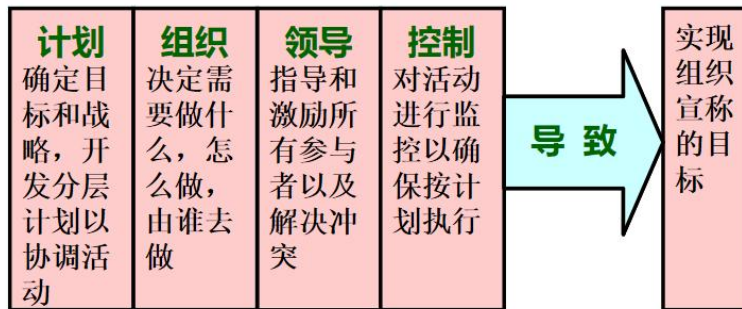 计划
确定目
标和战
略，开
发分层
计划以
协调活
动
组织
决定需
要做什
么，怎
么做，
由谁去
做
领导
指导和
激励所
有参与
者以及
解决冲
突
控制
对活动
进行监
控以确
保按计
划执行
导 致
实现
组织
宣称
的目
标